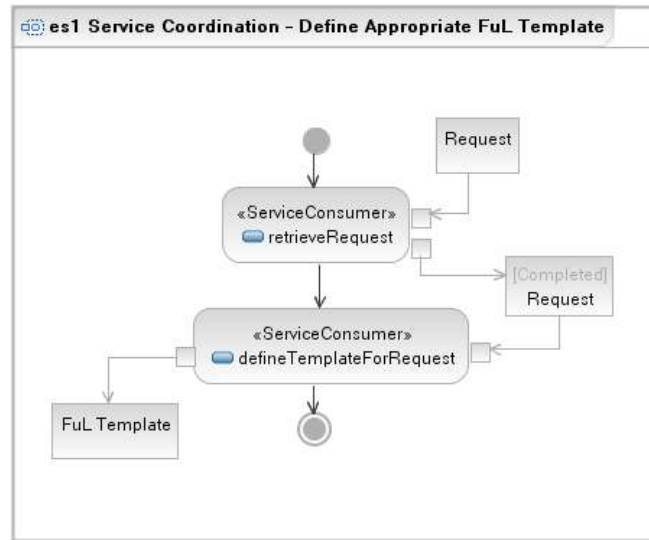 es1 Service Coordination - Define Appropriate FuL Template
Request
«ServiceConsumer»
retrieveRequest
[Completed]
Request
«ServiceConsumer»
defineTemplateForRequest
FuL Template